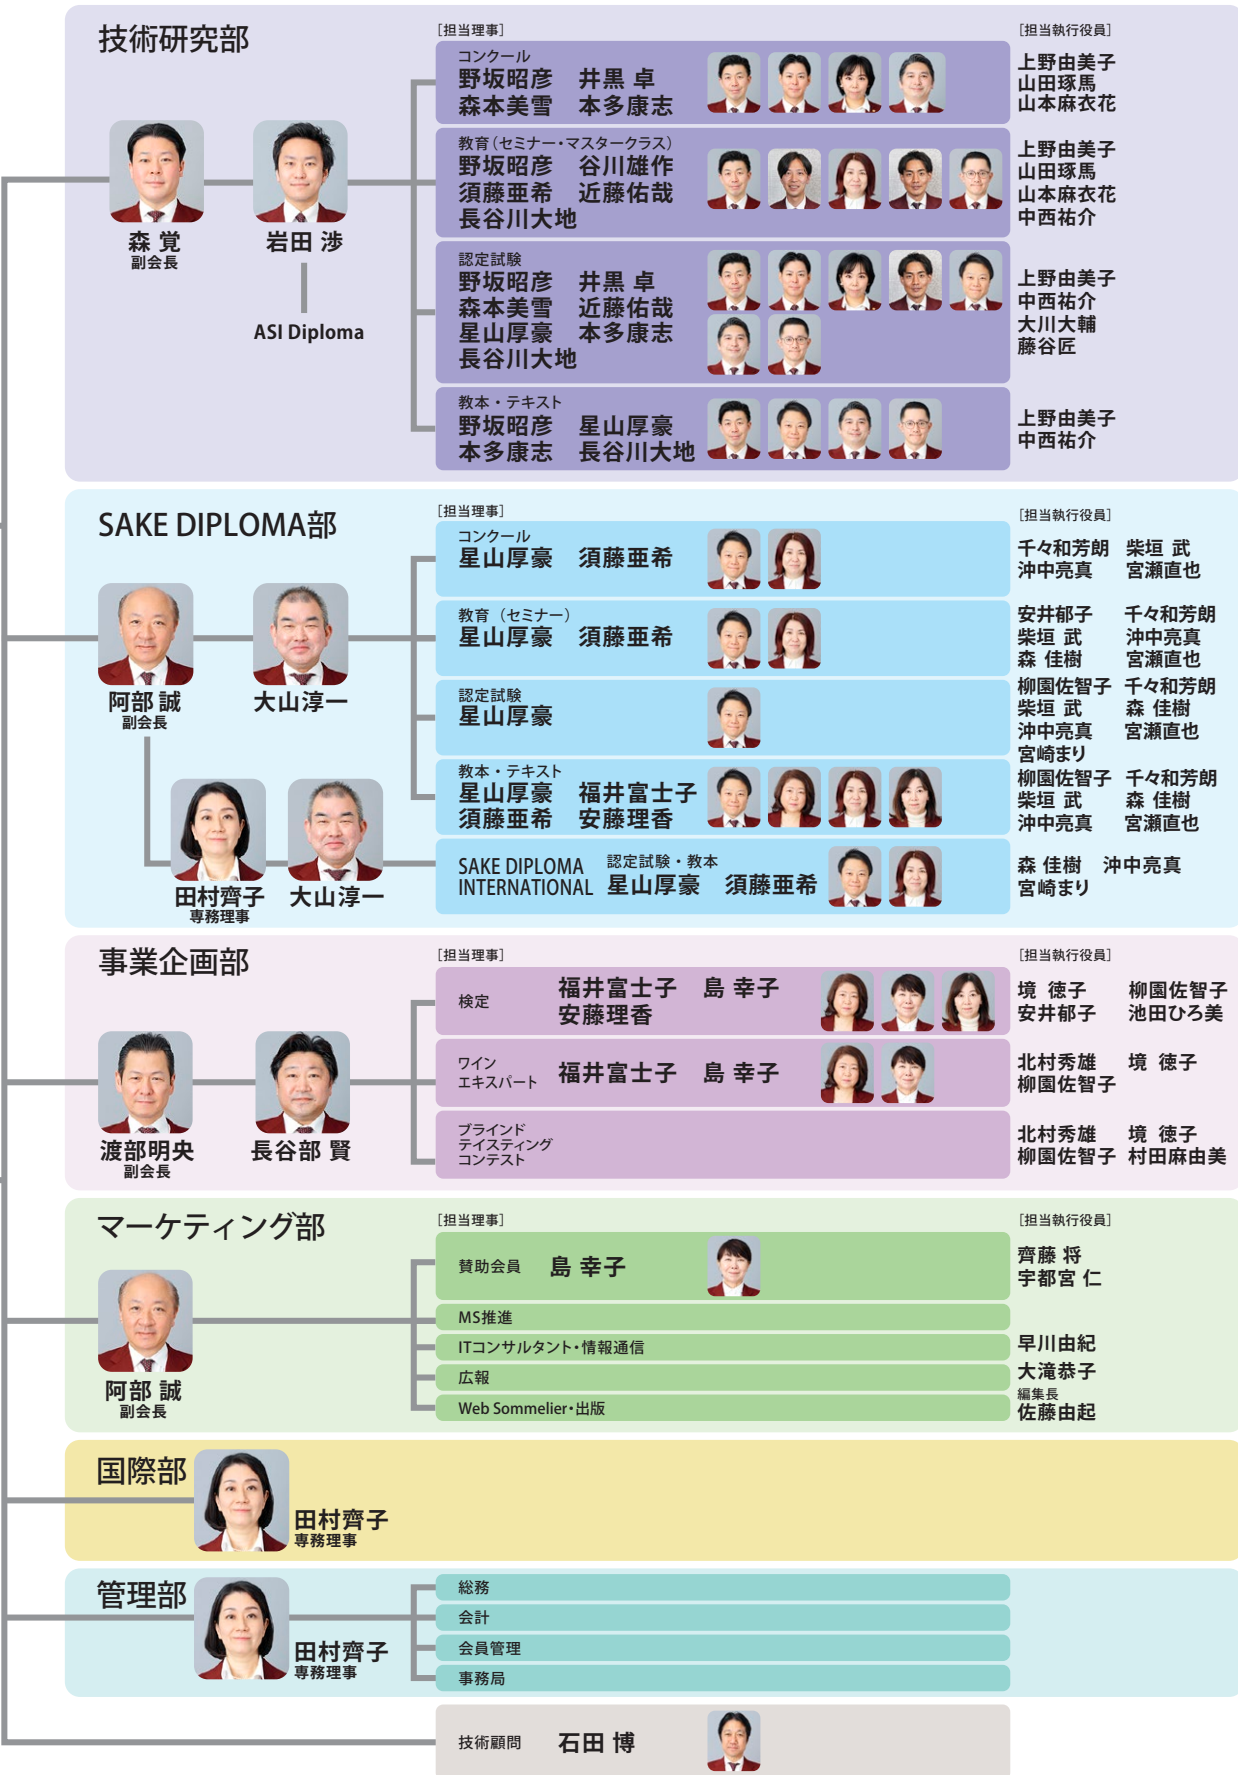 技術研究部
[担当理事]
[担当執行役員]
森 覚
副会長
岩田 渉
ASI Diploma
コンクール
野坂昭彦 井黒 卓
森本美雪 本多康志
上野由美子
山田琢馬
山本麻衣花
教育(セミナー・マスタークラス)
野坂昭彦 谷川雄作
須藤亜希 近藤佑哉
長谷川大地
上野由美子
山田琢馬
山本麻衣花
中西祐介
認定試験
野坂昭彦 井黒 卓
森本美雪 近藤佑哉
星山厚豪 本多康志
長谷川大地
上野由美子
中西祐介
大川大輔
藤谷匠
教本・テキスト
野坂昭彦 星山厚豪
本多康志 長谷川大地
上野由美子
中西祐介
SAKE DIPLOMA部
[担当理事]
[担当執行役員]
阿部 誠
副会長
大山淳一
田村齊子
専務理事
大山淳一
コンクール
星山厚豪 須藤亜希
千々和芳朗 柴垣 武
沖中亮真 宮瀬直也
教育 (セミナー)
星山厚豪 須藤亜希
安井郁子 千々和芳朗
柴垣 武 沖中亮真
森 佳樹 宮瀬直也
認定試験
星山厚豪
柳園佐智子 千々和芳朗
柴垣 武 森 佳樹
沖中亮真 宮瀬直也
宮崎まり
教本・テキスト
星山厚豪 福井富士子
須藤亜希 安藤理香
柳園佐智子 千々和芳朗
柴垣 武 森 佳樹
沖中亮真 宮瀬直也
SAKE DIPLOMA
INTERNATIONAL
認定試験・教本
星山厚豪 須藤亜希
森 佳樹 沖中亮真
宮崎まり
事業企画部
[担当理事]
[担当執行役員]
渡部明央
副会長
長谷部 賢
検定
福井富士子 島 幸子
安藤理香
境 徳子 柳園佐智子
安井郁子 池田ひろ美
ワイン
エキスパート
福井富士子 島 幸子
北村秀雄 境 徳子
柳園佐智子
ブラインド
テイスティング
コンテスト
北村秀雄 境 徳子
柳園佐智子 村田麻由美
マーケティング部
[担当理事]
[担当執行役員]
阿部 誠
副会長
賛助会員 島 幸子
齊藤 将
宇都宮 仁
MS推進
ITコンサルタント・情報通信
早川由紀
広報
大滝恭子
Web Sommelier・出版
編集長
佐藤由起
国際部
田村齊子
専務理事
管理部
田村齊子
専務理事
総務
会計
会員管理
事務局
技術顧問 石田 博